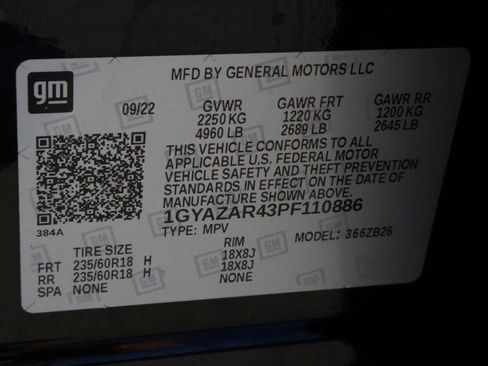 gm
MFD BY GENERAL MOTORS LLC
09/22 GVWR GAWR FRT GAWR RR
2250 KG 1220 KG 1200 KG
4960 LB 2689 LB 2645 LB
THIS VEHICLE CONFORMS TO ALL
APPLICABLE U.S. FEDERAL MOTOR
VEHICLE SAFETY AND THEFT PREVENTION
STANDARDS IN EFFECT ON THE DATE OF
MANUFACTURE SHOWN ABOVE.
384A
1GYAZAR43PF110886
TYPE: MPV MODEL: 365ZB26
TIRE SIZE RIM
FRT 235/60R18 H 18X8J
RR 235/60R18 H 18X8J
SPA NONE NONE